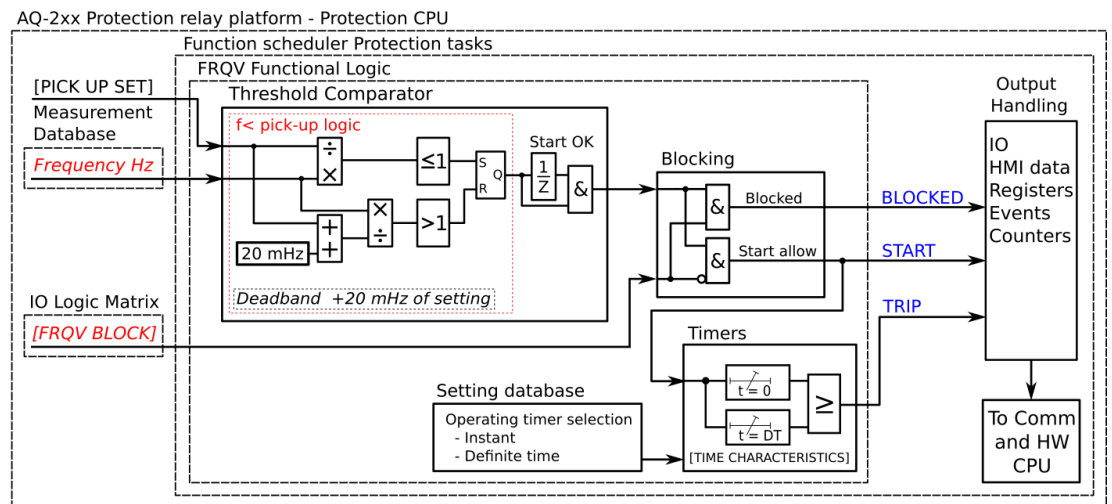 AQ-2xx Protection relay platform - Protection CPU
Function scheduler Protection tasks
FRQV Functional Logic
[PICK UP SET]
Measurement
Database
Frequency Hz
Threshold Comparator
f< pick-up logic
÷
×
≤1
S
Q
R
×
÷
>1
+
+
20 mHz
Deadband +20 mHz of setting
Start OK
1
Z
&
Blocking
&
Blocked
&
Start allow
BLOCKED
START
TRIP
Output
Handling
IO
HMI data
Registers
Events
Counters
IO Logic Matrix
[FRQV BLOCK]
Timers
t = 0
t = DT
≥
[TIME CHARACTERISTICS]
Setting database
Operating timer selection
- Instant
- Definite time
To Comm
and HW
CPU